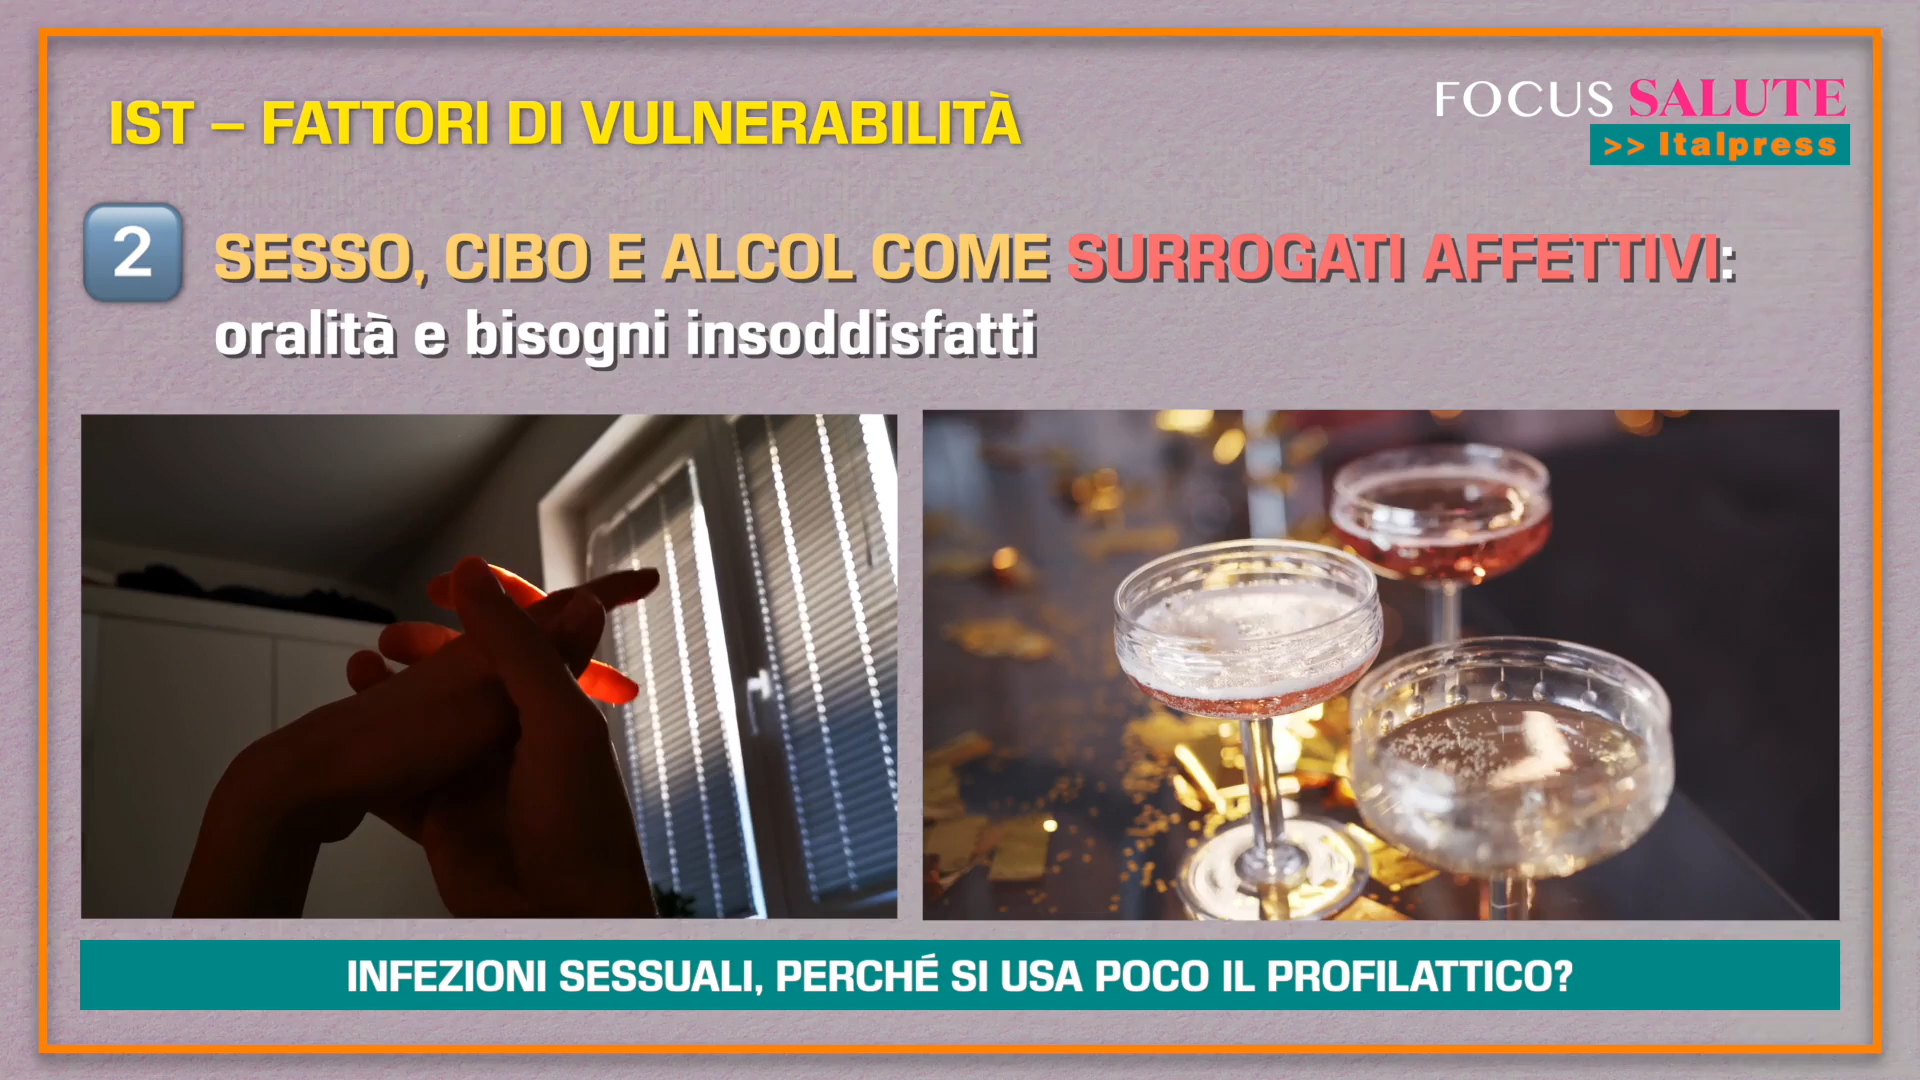 IST – FATTORI DI VULNERABILITÀ
FOCUS SALUTE
>> Italpress
2
SESSO, CIBO E ALCOL COME SURROGATI AFFETTIVI:
oralità e bisogni insoddisfatti
INFEZIONI SESSUALI, PERCHÉ SI USA POCO IL PROFILATTICO?